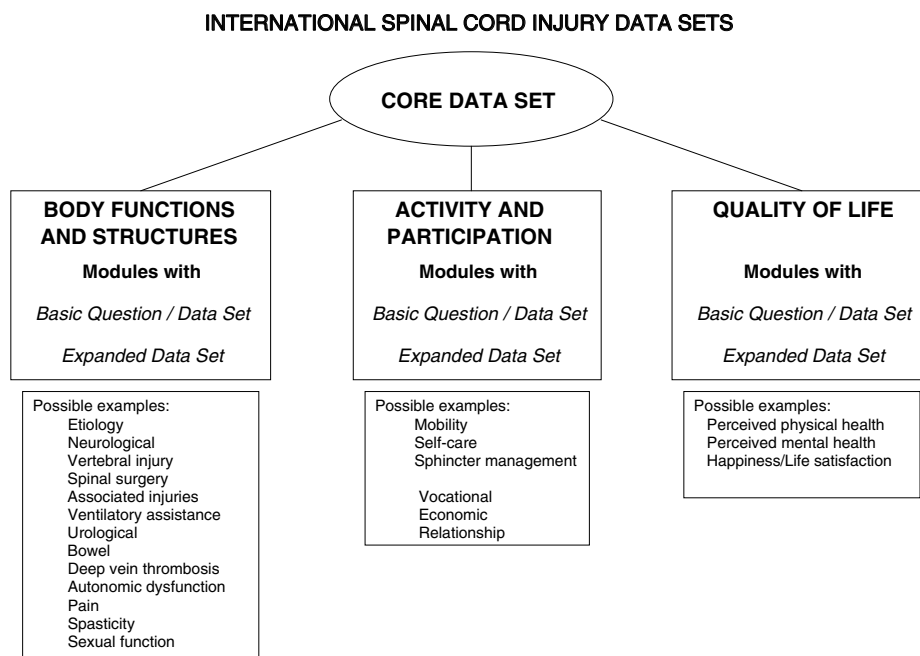 INTERNATIONAL SPINAL CORD INJURY DATA SETS
CORE DATA SET
BODY FUNCTIONS
AND STRUCTURES
Modules with
Basic Question / Data Set
Expanded Data Set
Possible examples:
Etiology
Neurological
Vertebral injury
Spinal surgery
Associated injuries
Ventilatory assistance
Urological
Bowel
Deep vein thrombosis
Autonomic dysfunction
Pain
Spasticity
Sexual function
ACTIVITY AND
PARTICIPATION
Modules with
Basic Question / Data Set
Expanded Data Set
Possible examples:
Mobility
Self-care
Sphincter management
Vocational
Economic
Relationship
QUALITY OF LIFE
Modules with
Basic Question / Data Set
Expanded Data Set
Possible examples:
Perceived physical health
Perceived mental health
Happiness/Life satisfaction